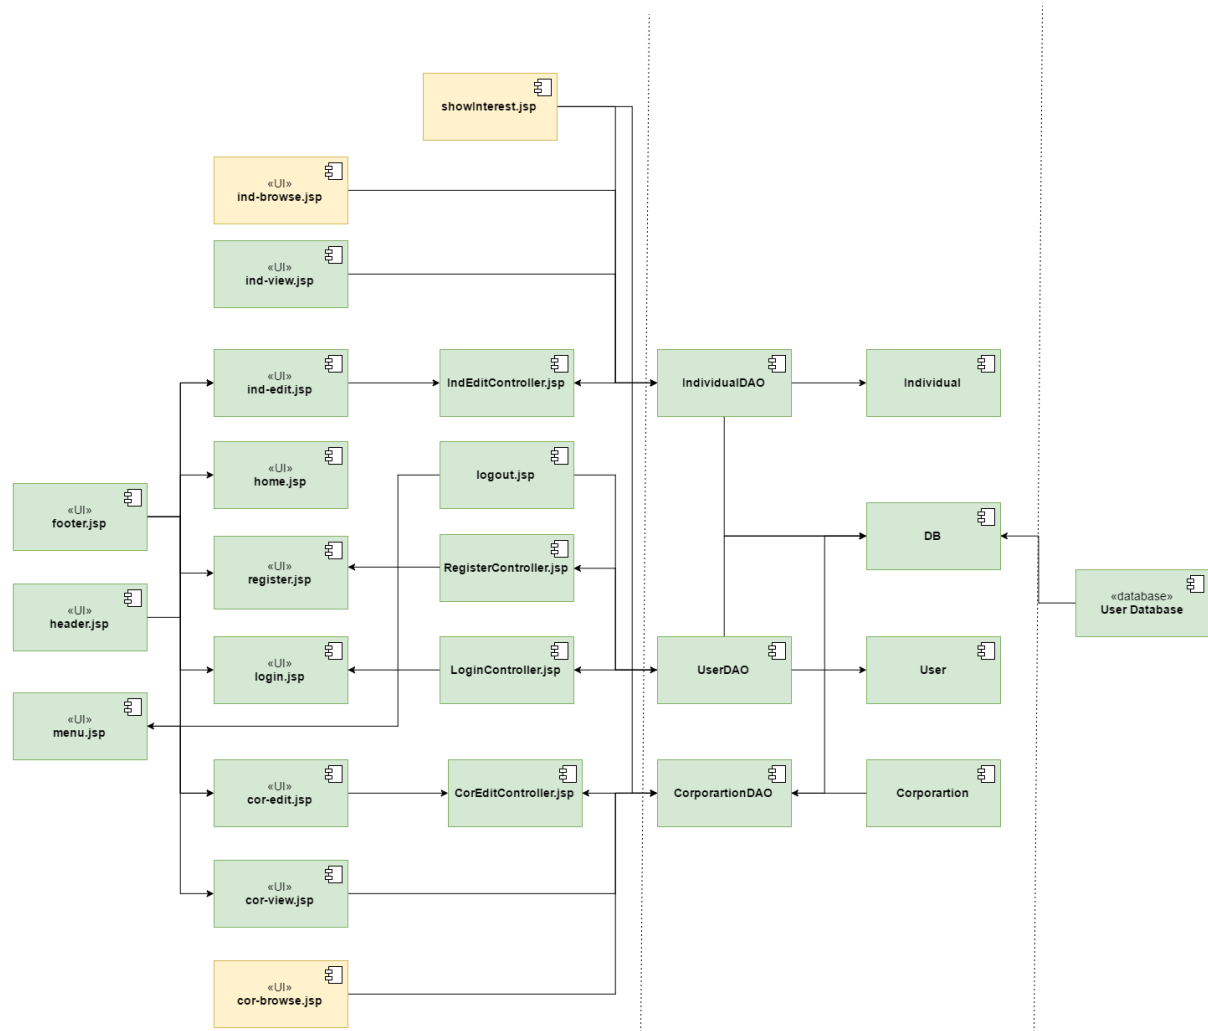 showInterest.jsp
«UI»
ind-browse.jsp
«UI»
ind-view.jsp
«UI»
ind-edit.jsp
IndEditController.jsp
IndividualDAO
Individual
«UI»
home.jsp
logout.jsp
«UI»
footer.jsp
«UI»
register.jsp
RegisterController.jsp
DB
«UI»
header.jsp
«database»
User Database
«UI»
login.jsp
LoginController.jsp
UserDAO
User
«UI»
menu.jsp
«UI»
cor-edit.jsp
CorEditController.jsp
CorporartionDAO
Corporartion
«UI»
cor-view.jsp
«UI»
cor-browse.jsp